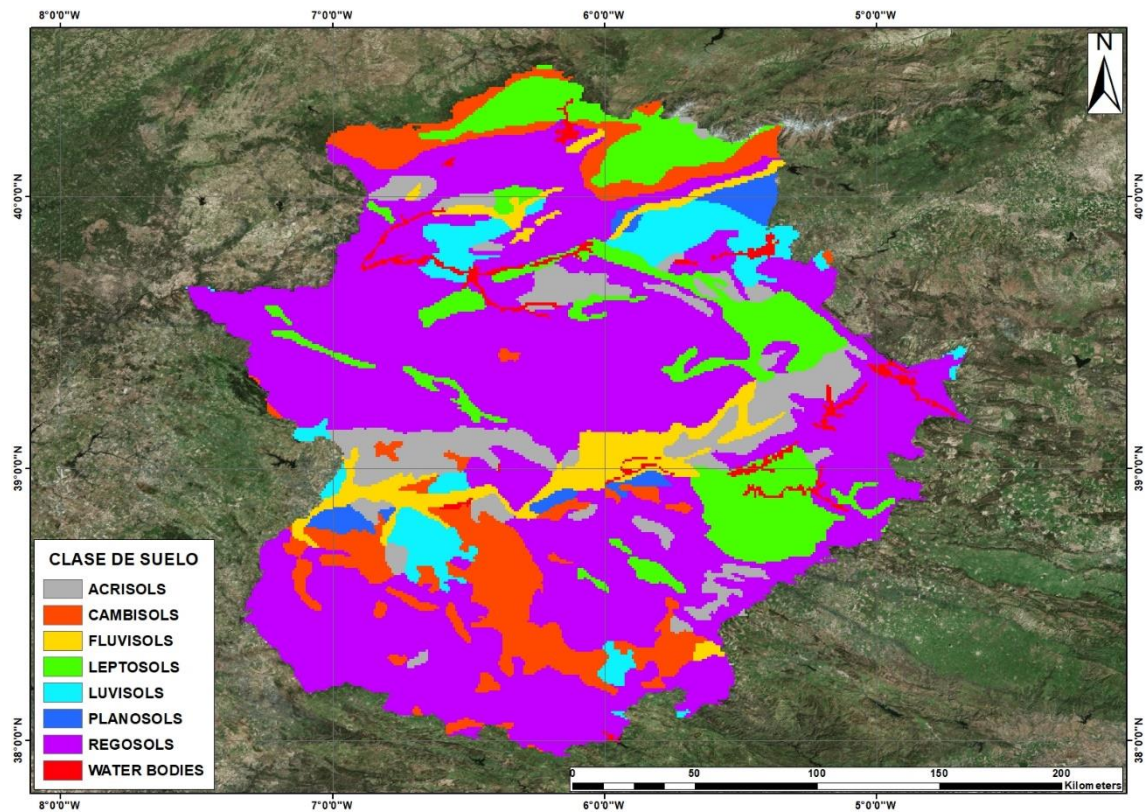 8°0'0"W 7°0'0"W 6°0'0"W 5°0'0"W
N
40°0'0"N 40°0'0"N
39°0'0"N 39°0'0"N
CLASE DE SUELO
ACRISOLS
CAMBISOLS
FLUVISOLS
LEPTOSOLS
LUVISOLS
PLANOSOLS
REGOSOLS
WATER BODIES
38°0'0"N 38°0'0"N
0 50 100 150 200
Kilometers
8°0'0"W 7°0'0"W 6°0'0"W 5°0'0"W